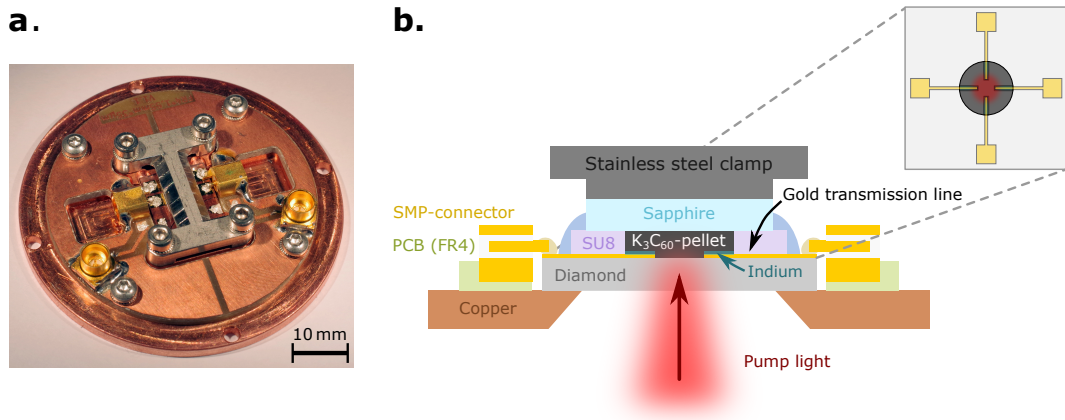 a.
b.
10 mm
Stainless steel clamp
Gold transmission line
SMP-connector
Sapphire
PCB (FR4)
SU8
K₃C₆₀-pellet
Diamond
Indium
Copper
Pump light